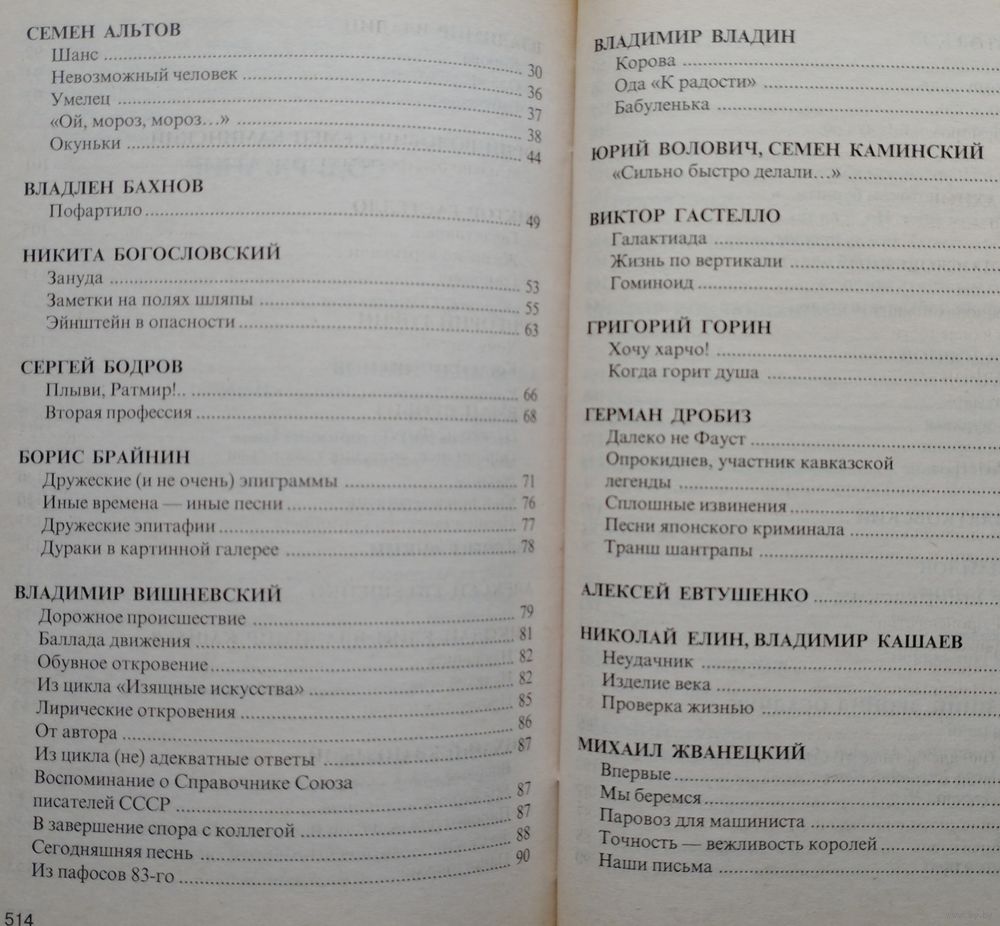 СЕМЕН АЛЬТОВ
Шанс 30
Невозможный человек 36
Умелец 37
«Ой, мороз, мороз…» 38
Окуньки 44
ВЛАДЛЕН БАХНОВ
Пофартило 49
НИКИТА БОГОСЛОВСКИЙ
Зануда 53
Заметки на полях шляпы 55
Эйнштейн в опасности 63
СЕРГЕЙ БОДРОВ
Плыви, Ратмир!.. 66
Вторая профессия 68
БОРИС БРАЙНИН
Дружеские (и не очень) эпиграммы 71
Иные времена — иные песни 76
Дружеские эпитафии 77
Дураки в картинной галерее 78
ВЛАДИМИР ВИШНЕВСКИЙ
Дорожное происшествие 79
Баллада движения 81
Обувное откровение 82
Из цикла «Изящные искусства» 82
Лирические откровения 85
От автора 86
Из цикла (не) адекватные ответы 87
Воспоминание о Справочнике Союза
писателей СССР 87
В завершение спора с коллегой 87
Сегодняшняя песнь 88
Из пафосов 83-го 90
514
ВЛАДИМИР ВЛАДИН
Корова
Ода «К радости»
Бабуленька
ЮРИЙ ВОЛОВИЧ, СЕМЕН КАМИНСКИЙ
«Сильно быстро делали…»
ВИКТОР ГАСТЕЛЛО
Галактиада
Жизнь по вертикали
Гоминоид
ГРИГОРИЙ ГОРИН
Хочу харчо!
Когда горит душа
ГЕРМАН ДРОБИЗ
Далеко не Фауст
Опрокиднев, участник кавказской
легенды
Сплошные извинения
Песни японского криминала
Транш шантрапы
АЛЕКСЕЙ ЕВТУШЕНКО
НИКОЛАЙ ЕЛИН, ВЛАДИМИР КАШАЕВ
Неудачник
Изделие века
Проверка жизнью
МИХАИЛ ЖВАНЕЦКИЙ
Впервые
Мы беремся
Паровоз для машиниста
Точность — вежливость королей
Наши письма